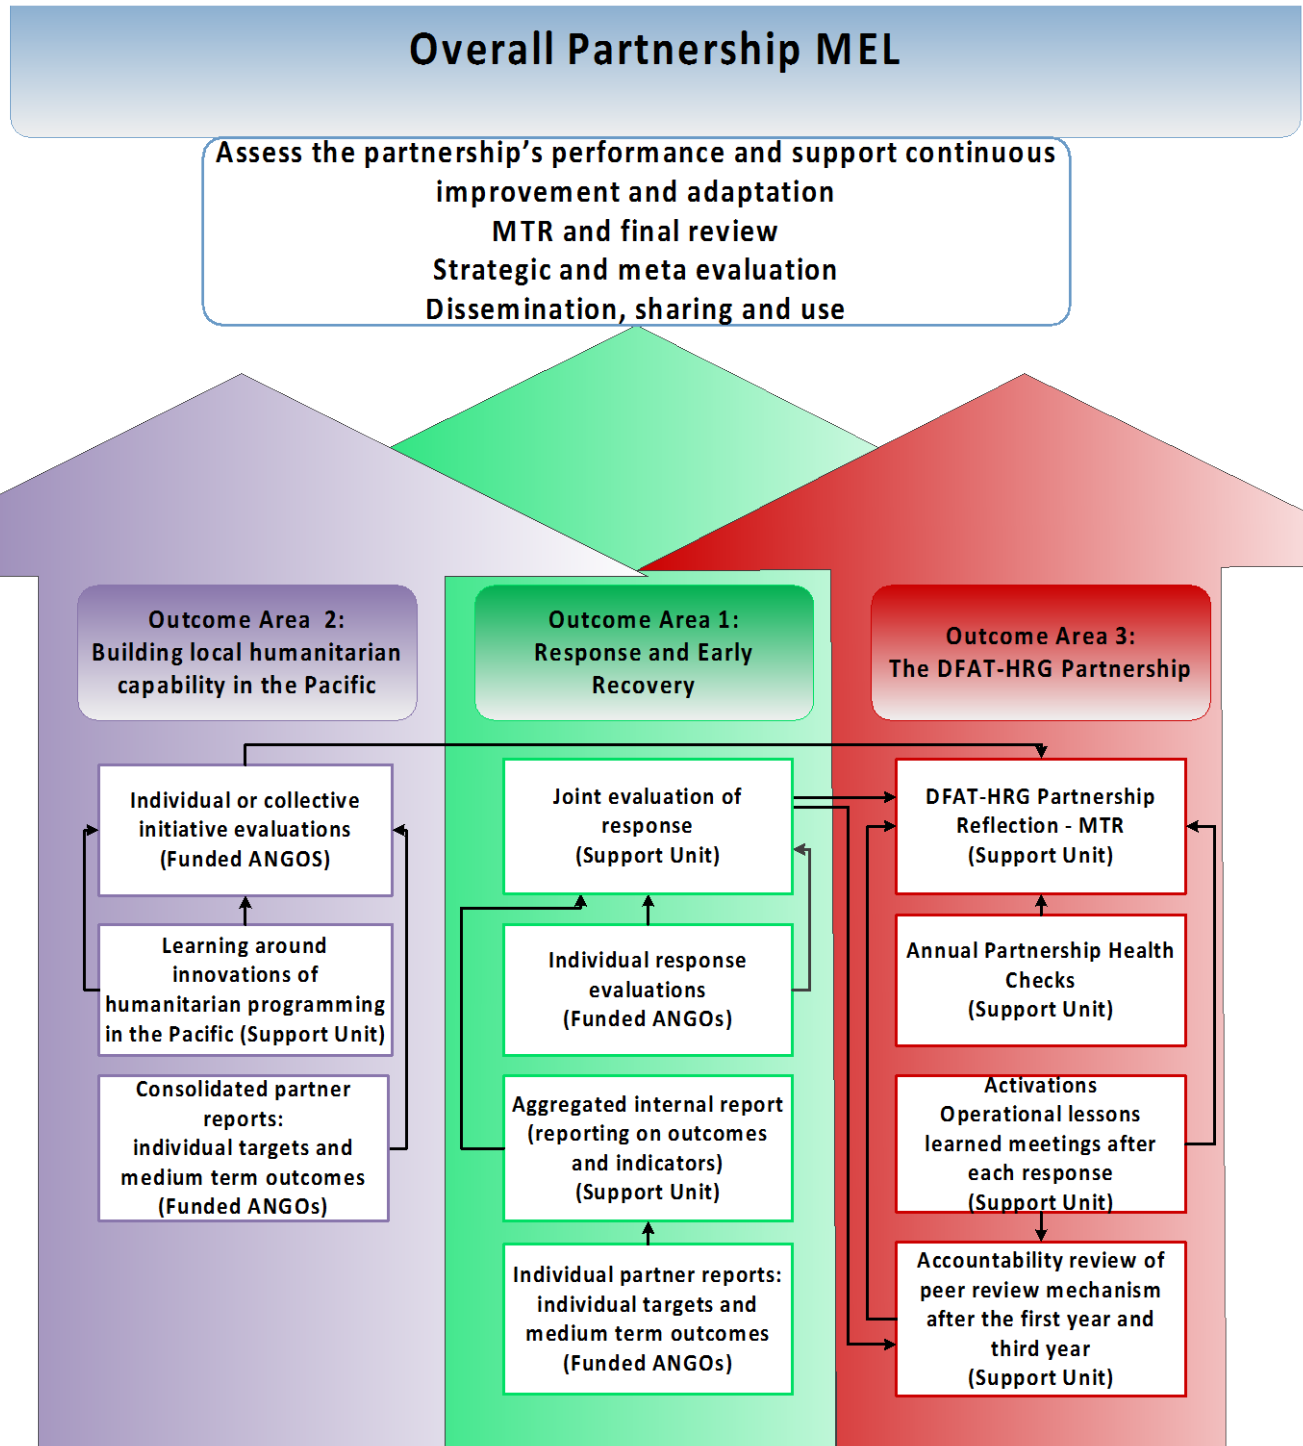 Overall Partnership MEL
Assess the partnership's performance and support continuous
improvement and adaptation
MTR and final review
Strategic and meta evaluation
Dissemination, sharing and use
Outcome Area 2:
Building local humanitarian
capability in the Pacific
Individual or collective
initiative evaluations
(Funded ANGOS)
Learning around
innovations of
humanitarian programming
in the Pacific (Support Unit)
Consolidated partner
reports:
individual targets and
medium term outcomes
(Funded ANGOs)
Outcome Area 1:
Response and Early
Recovery
Joint evaluation of
response
(Support Unit)
Individual response
evaluations
(Funded ANGOs)
Aggregated internal report
(reporting on outcomes
and indicators)
(Support Unit)
Individual partner reports:
individual targets and
medium term outcomes
(Funded ANGOs)
Outcome Area 3:
The DFAT-HRG Partnership
DFAT-HRG Partnership
Reflection - MTR
(Support Unit)
Annual Partnership Health
Checks
(Support Unit)
Activations
Operational lessons
learned meetings after
each response
(Support Unit)
Accountability review of
peer review mechanism
after the first year and
third year
(Support Unit)